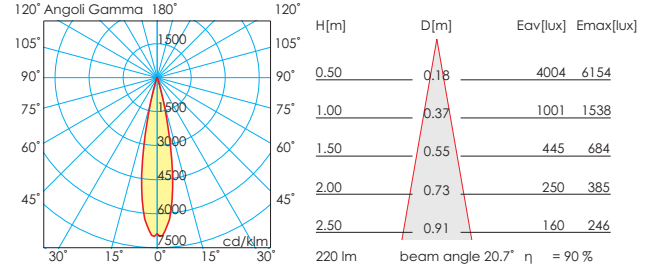 120° Angoli Gamma 180° 120°
105° 1500 105°
90° 90°
75° 1500 75°
60° 3000 60°
4500
45° 6000 45°
7500 cd/klm
30° 15° 0° 15° 30°
H[m] D[m] Eav[lux] Emax[lux]
0.50 0.18 4004 6154
1.00 0.37 1001 1538
1.50 0.55 445 684
2.00 0.73 250 385
2.50 0.91 160 246
220 lm beam angle 20.7° η = 90 %